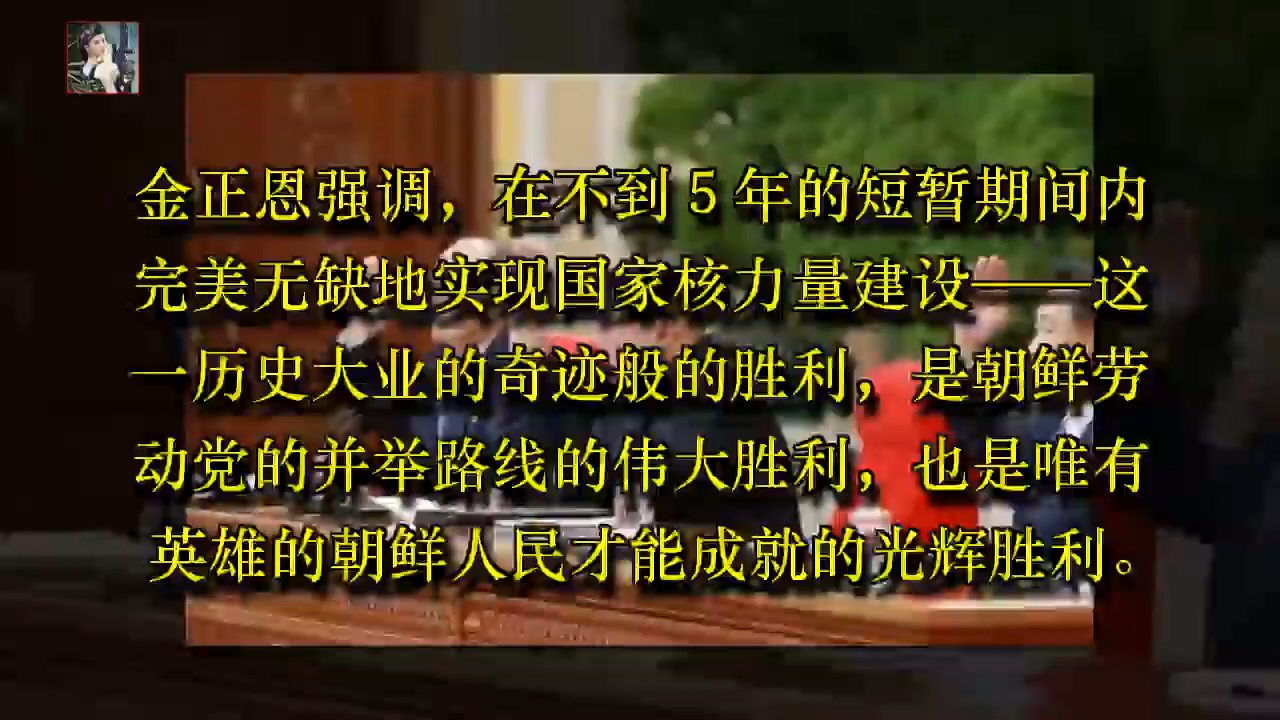 金正恩强调，在不到5年的短暂期间内
完美无缺地实现国家核力量建设——这
一历史大业的奇迹般的胜利，是朝鲜劳
动党的并举路线的伟大胜利，也是唯有
英雄的朝鲜人民才能成就的光辉胜利。